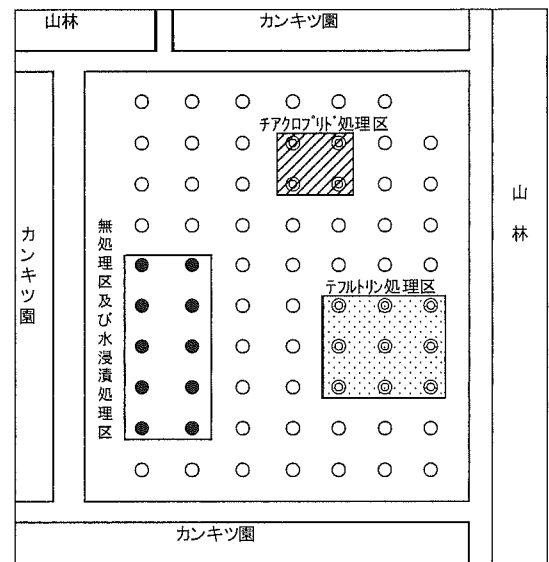 山林
カンキツ園
チアクロプリド処理区
山林
カンキツ園
無処理区及び水浸漬処理区
テフルトリン処理区
カンキツ園